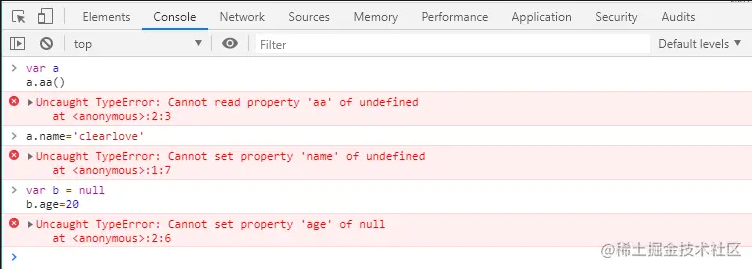 Elements Console Network Sources Memory Performance Application Security Audits
top Filter Default levels
> var a
a.aa()
Uncaught TypeError: Cannot read property 'aa' of undefined
at <anonymous>:2:3
> a.name='clearlove'
Uncaught TypeError: Cannot set property 'name' of undefined
at <anonymous>:1:7
> var b = null
b.age=20
Uncaught TypeError: Cannot set property 'age' of null
at <anonymous>:2:6
>
@稀土掘金技术社区